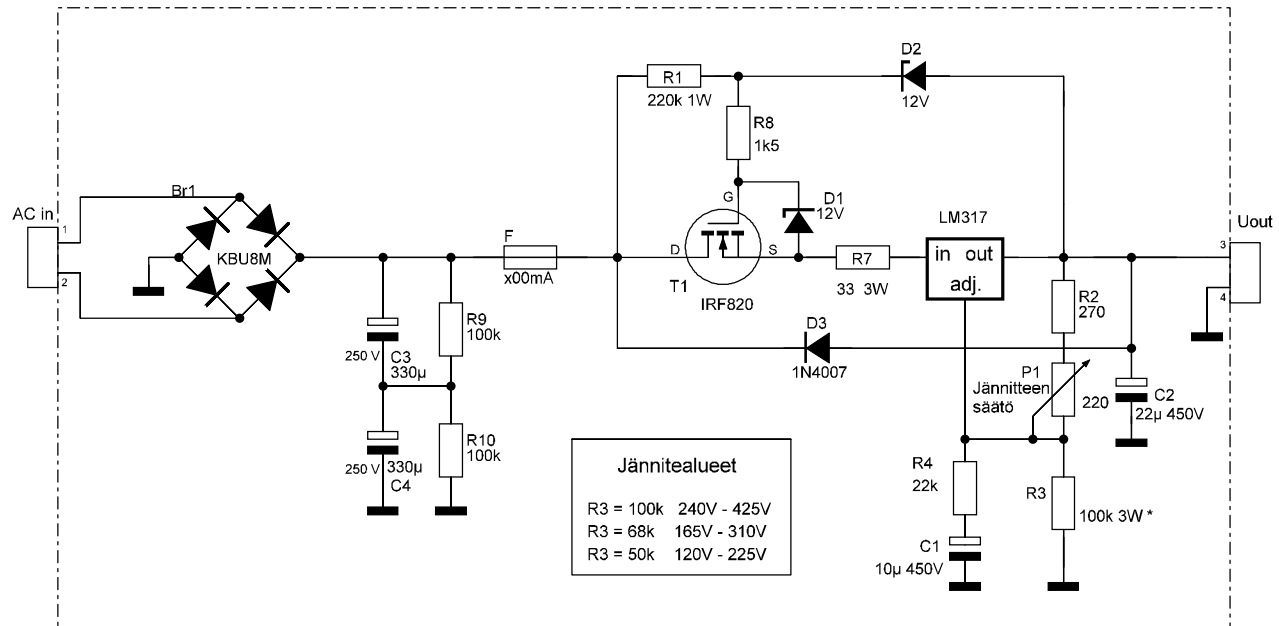 D2
12V
R1
220k 1W
R8
1k5
Br1
AC in
1
2
KBU8M
G
D1
12V
LM317
Uout
F
x00mA
D
S
T1
IRF820
R7
33 3W
in out
adj.
3
4
R2
270
R9
100k
D3
1N4007
250 V
C3
330µ
P1
Jännitteen
säätö
220
C2
22µ 450V
R10
100k
250 V
330µ
C4
Jännitealueet
R3 = 100k 240V - 425V
R3 = 68k 165V - 310V
R3 = 50k 120V - 225V
R4
22k
R3
100k 3W *
C1
10µ 450V